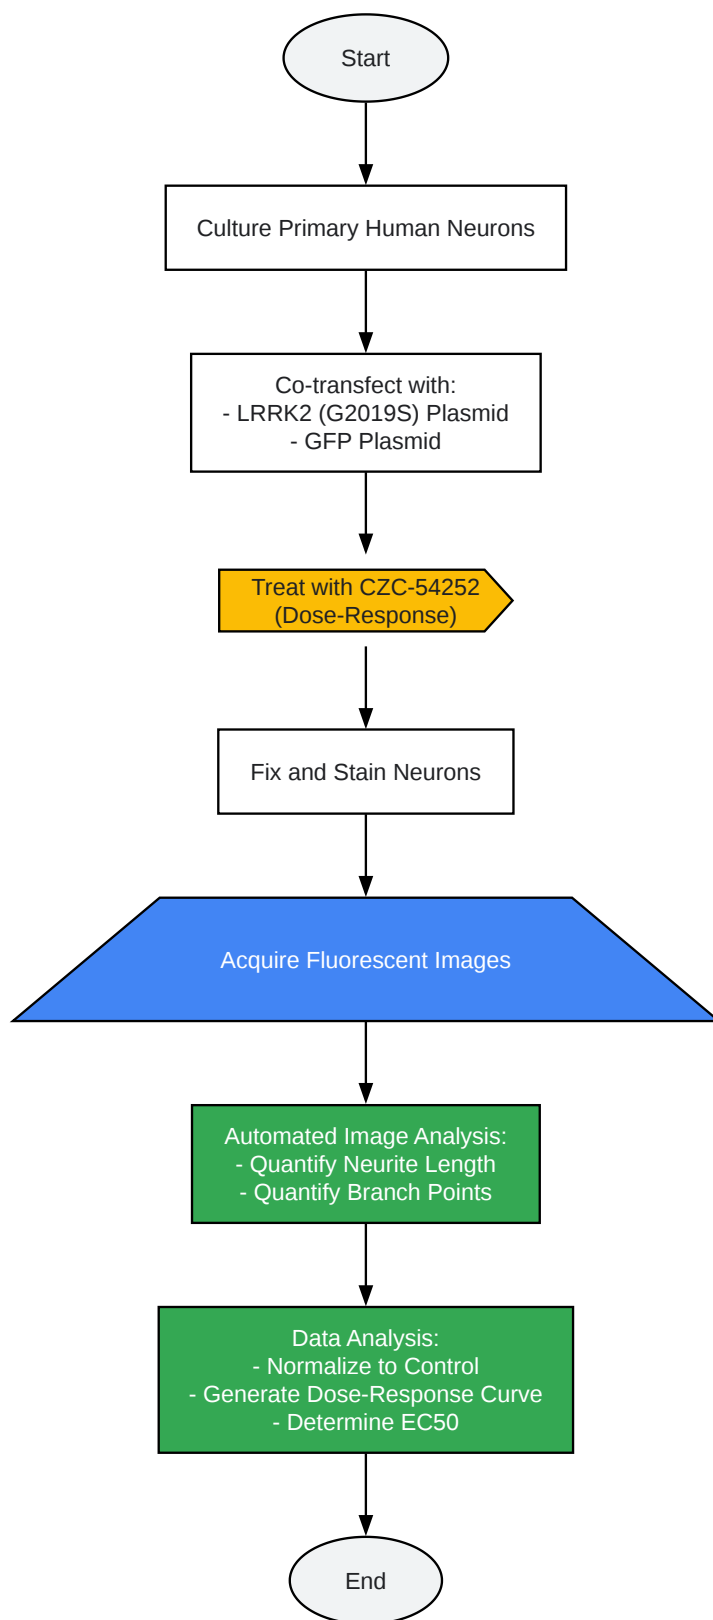 Start
Culture Primary Human Neurons
Co-transfect with:
- LRRK2 (G2019S) Plasmid
- GFP Plasmid
Treat with CZC-54252
(Dose-Response)
Fix and Stain Neurons
Acquire Fluorescent Images
Automated Image Analysis:
- Quantify Neurite Length
- Quantify Branch Points
Data Analysis:
- Normalize to Control
- Generate Dose-Response Curve
- Determine EC50
End